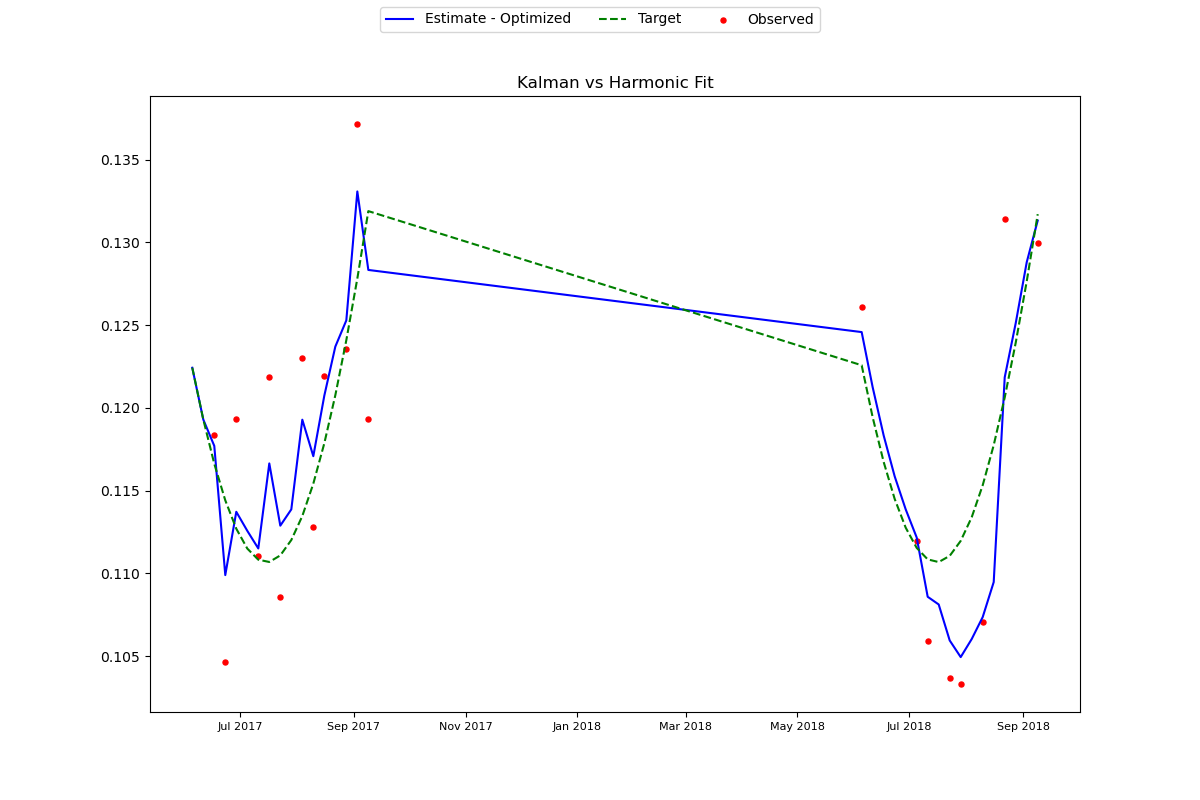 Estimate - Optimized Target Observed
Kalman vs Harmonic Fit
0.135
0.130
0.125
0.120
0.115
0.110
0.105
Jul 2017 Sep 2017 Nov 2017 Jan 2018 Mar 2018 May 2018 Jul 2018 Sep 2018